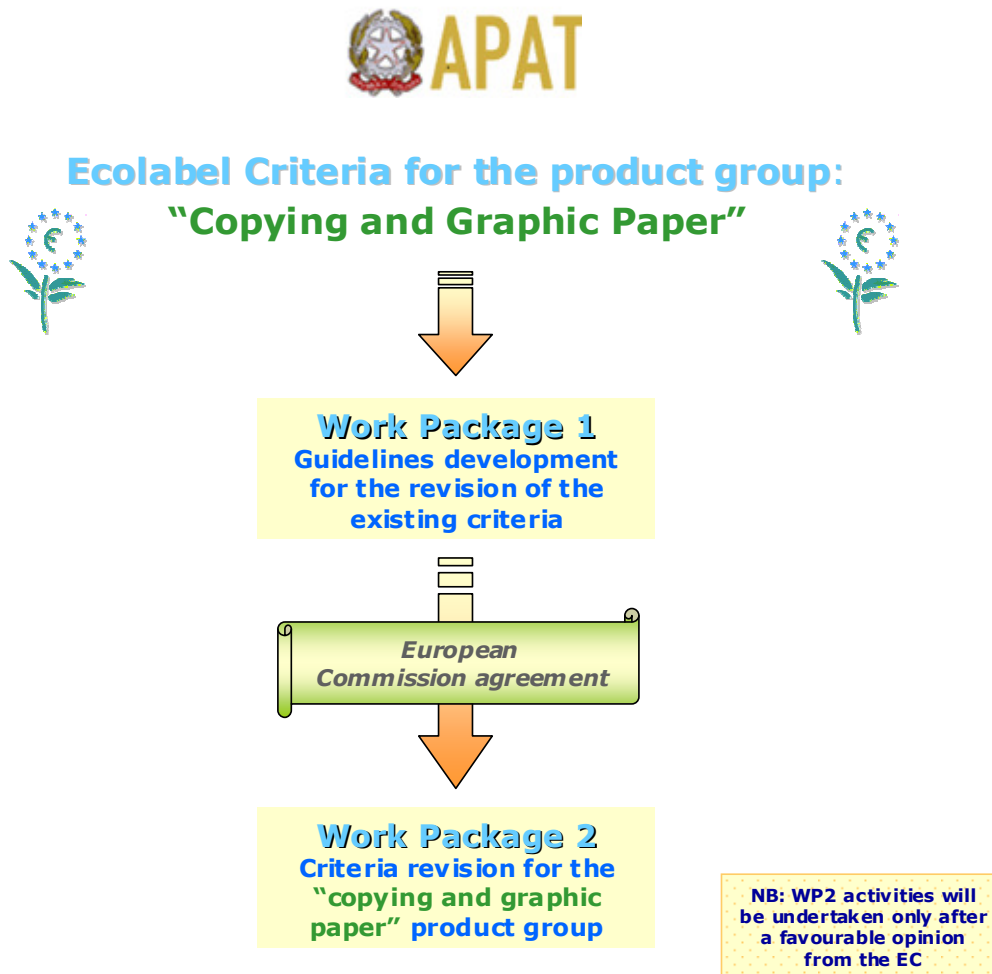 APAT
Ecolabel Criteria for the product group:
“Copying and Graphic Paper”
Work Package 1
Guidelines development
for the revision of the
existing criteria
European
Commission agreement
Work Package 2
Criteria revision for the
“copying and graphic
paper” product group
NB: WP2 activities will
be undertaken only after
a favourable opinion
from the EC